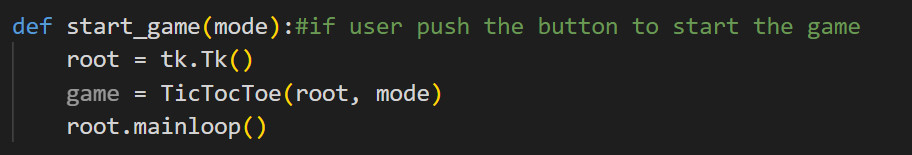 def start_game(mode):#if user push the button to start the game
    root = tk.Tk()
    game = TicTocToe(root, mode)
    root.mainloop()